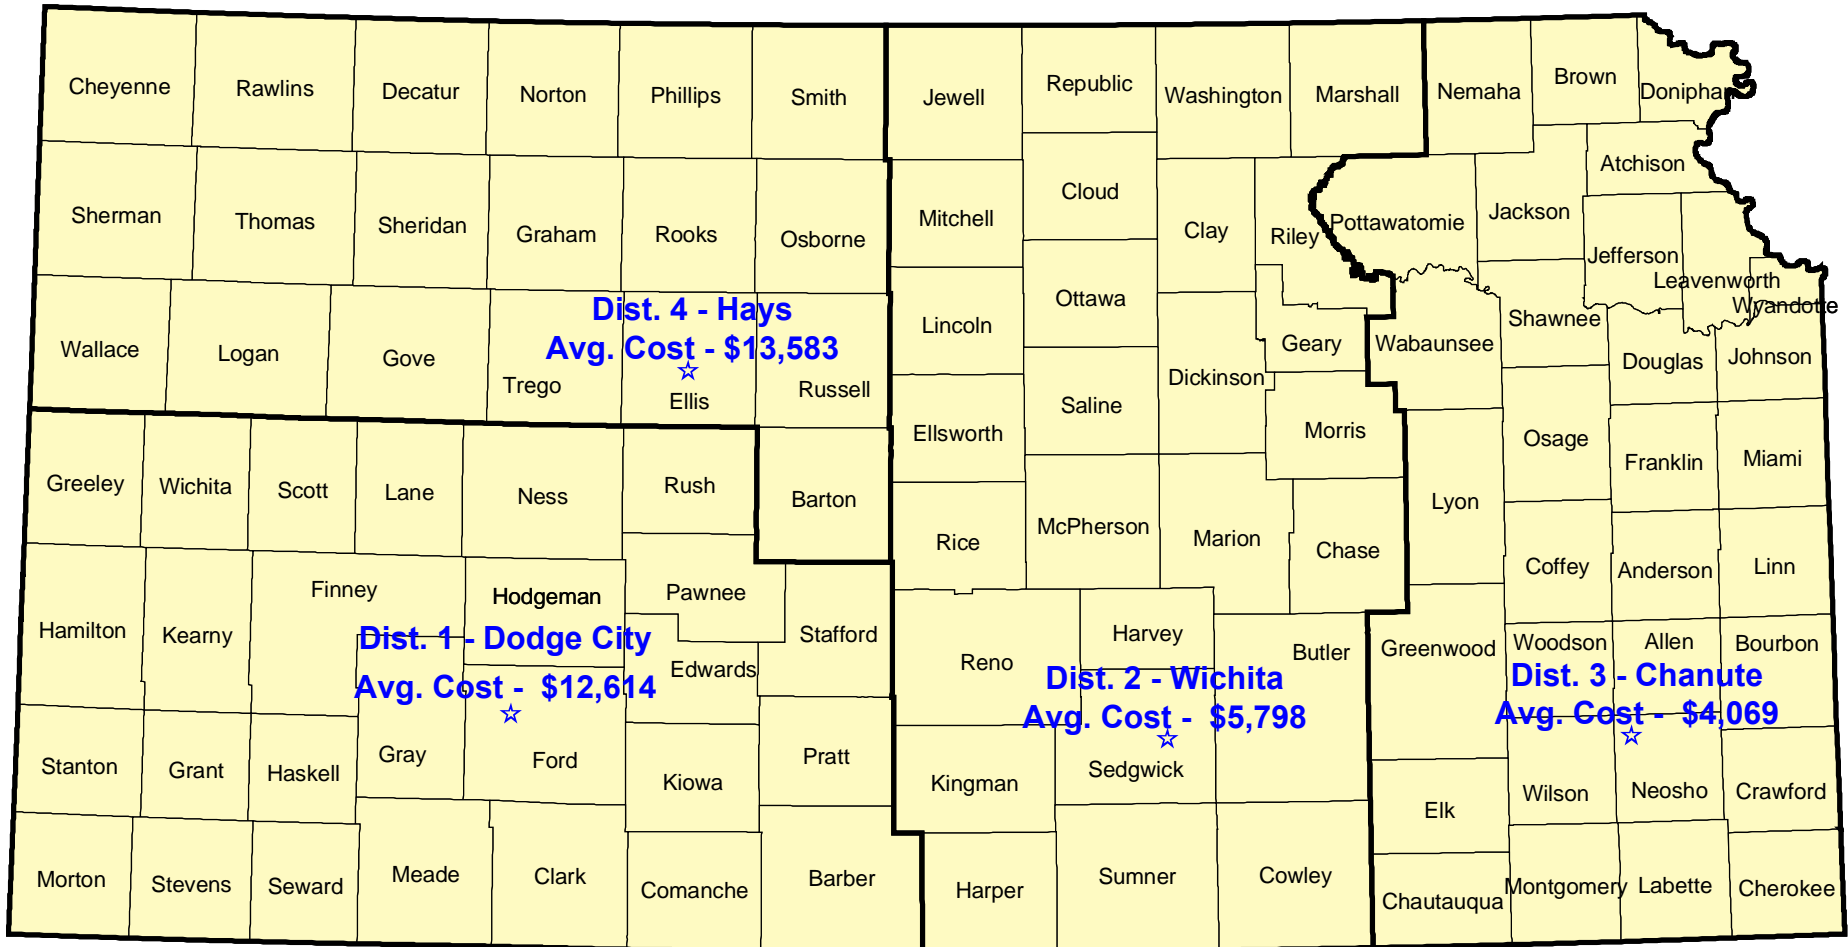 Cheyenne
Rawlins
Decatur
Norton
Phillips
Smith
Jewell
Republic
Washington
Marshall
Nemaha
Brown
Doniphan
Sherman
Thomas
Sheridan
Graham
Rooks
Osborne
Mitchell
Cloud
Clay
Riley
Pottawatomie
Jackson
Atchison
Jefferson
Leavenworth
Wyandotte
Wallace
Logan
Gove
Trego
Dist. 4 - Hays
Avg. Cost - $13,583
Ellis
Russell
Lincoln
Ottawa
Dickinson
Geary
Wabaunsee
Shawnee
Douglas
Johnson
Ellsworth
Saline
Morris
Osage
Franklin
Miami
Greeley
Wichita
Scott
Lane
Ness
Rush
Barton
Rice
McPherson
Marion
Chase
Lyon
Coffey
Anderson
Linn
Hamilton
Kearny
Finney
Hodgeman
Pawnee
Stafford
Edwards
Dist. 1 - Dodge City
Avg. Cost - $12,614
Reno
Harvey
Butler
Greenwood
Woodson
Allen
Bourbon
Dist. 2 - Wichita
Avg. Cost - $5,798
Dist. 3 - Chanute
Avg. Cost - $4,069
Stanton
Grant
Haskell
Gray
Ford
Kiowa
Pratt
Kingman
Sedgwick
Elk
Wilson
Neosho
Crawford
Morton
Stevens
Seward
Meade
Clark
Comanche
Barber
Harper
Sumner
Cowley
Chautauqua
Montgomery
Labette
Cherokee